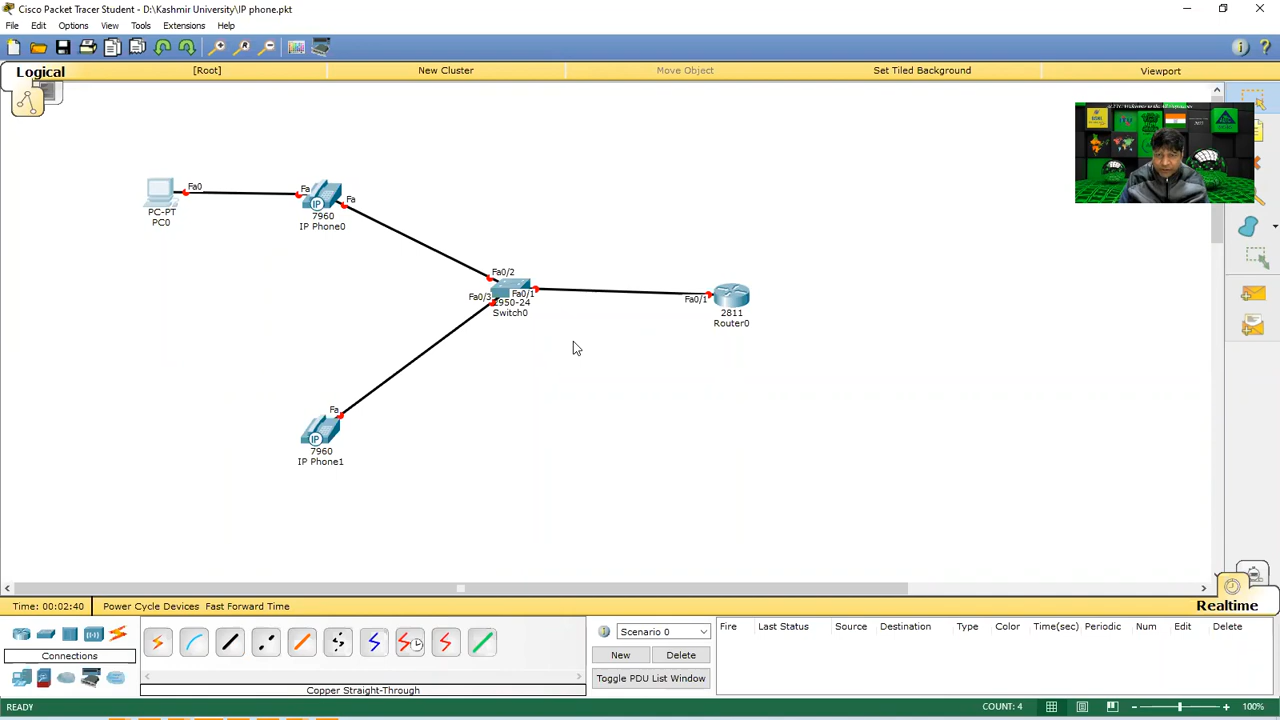 Cisco Packet Tracer Student - D:\Kashmir University\IP phone.pkt
File Edit Options View Tools Extensions Help
Logical
[Root]
New Cluster
Move Object
Set Tiled Background
Viewport
PC-PT
PC0
Fa0
Fa
7960
IP Phone0
Fa
Fa0/2
Fa0/3
Fa0/1
2950-24
Switch0
Fa0/1
2811
Router0
Fa
IP
7960
IP Phone1
IP
Time: 00:02:40
Power Cycle Devices Fast Forward Time
Realtime
Connections
Copper Straight-Through
Scenario 0
New
Delete
Toggle PDU List Window
Fire Last Status Source Destination Type Color Time(sec) Periodic Num Edit Delete
READY
COUNT: 4
100%